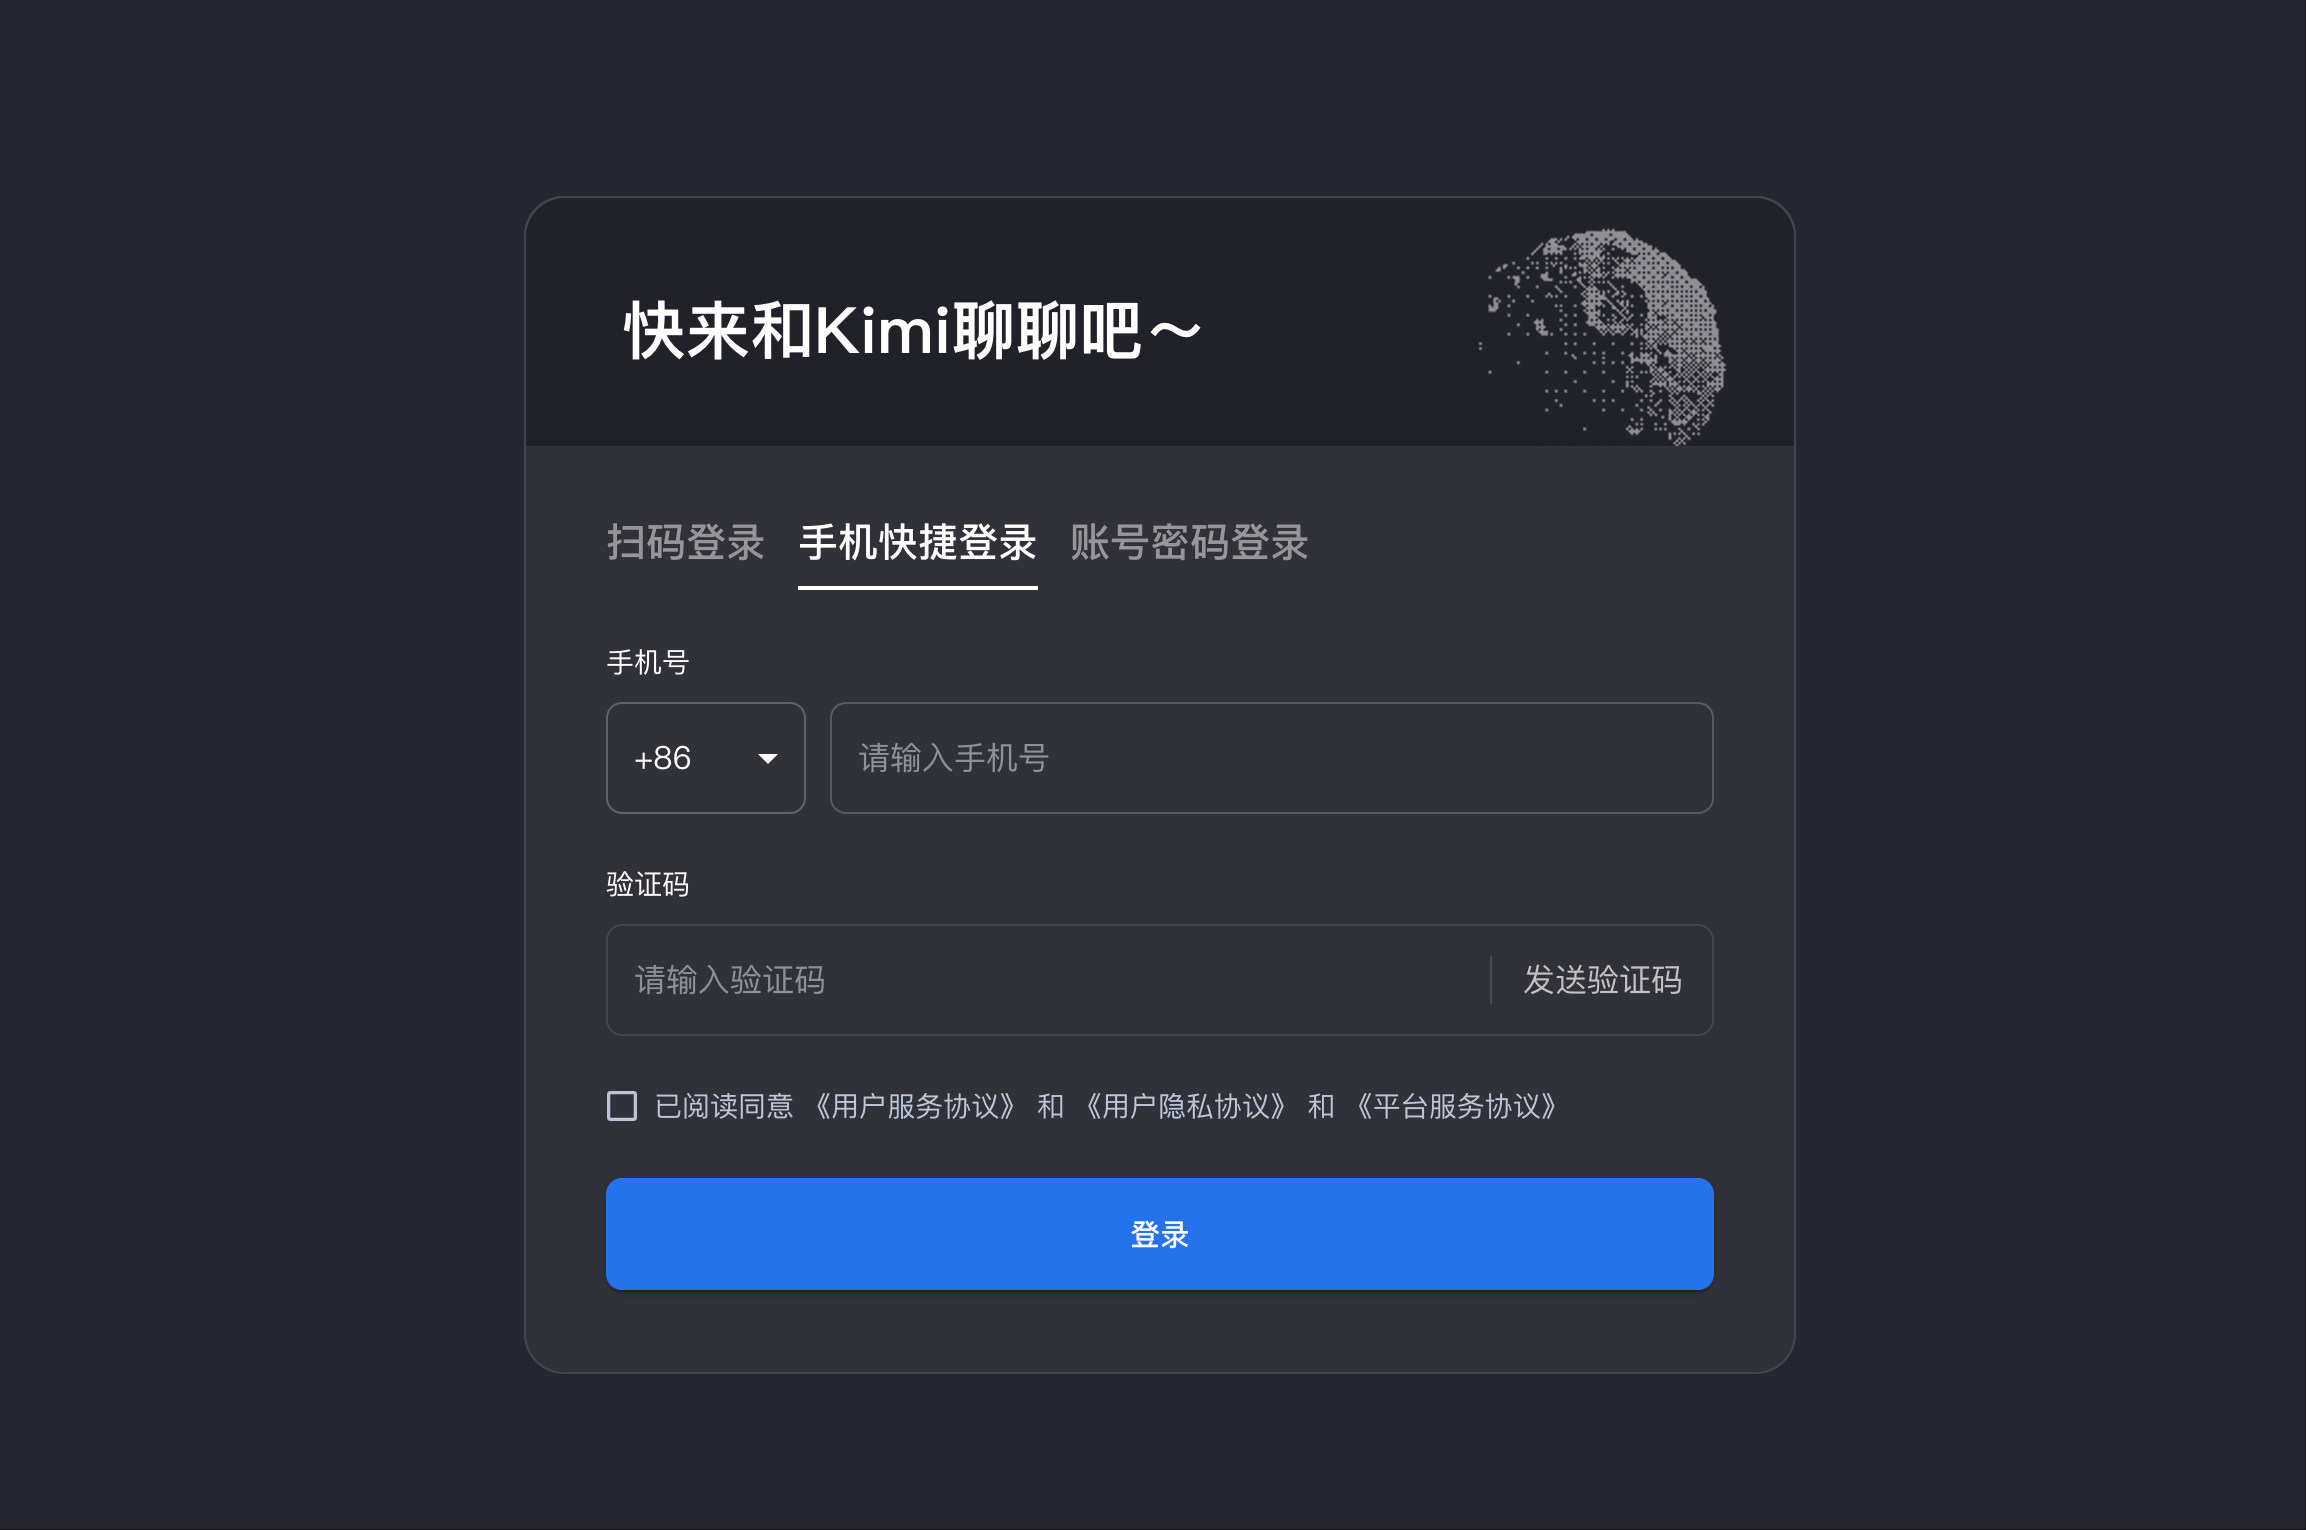 快来和Kimi聊聊吧～
扫码登录 手机快捷登录 账号密码登录
手机号
+86 请输入手机号
验证码
请输入验证码 发送验证码
已阅读同意 《用户服务协议》 和 《用户隐私协议》 和 《平台服务协议》
登录